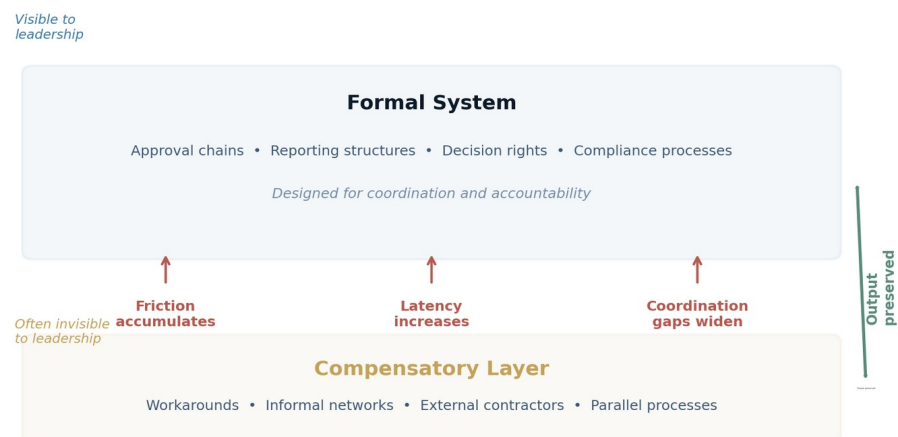 Visible to
leadership
Formal System
Approval chains • Reporting structures • Decision rights • Compliance processes
Designed for coordination and accountability
Friction
accumulates
Latency
increases
Coordination
gaps widen
Output
preserved
Often invisible
to leadership
Compensatory Layer
Workarounds • Informal networks • External contractors • Parallel processes